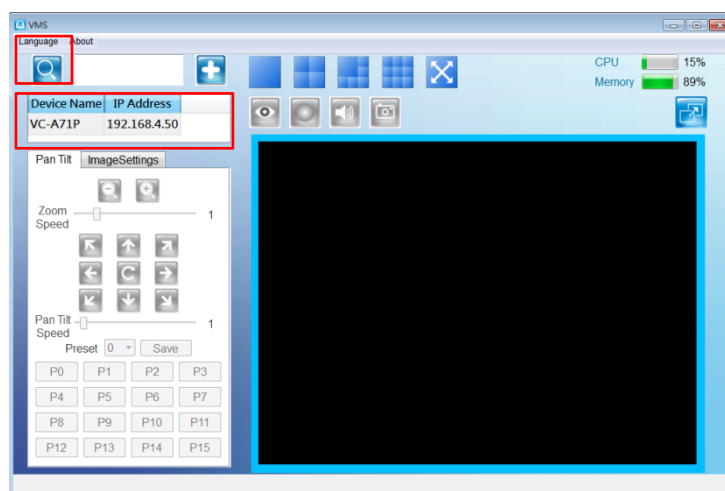 VMS
Language About
CPU 15%
Memory 89%
Device Name IP Address
VC-A71P 192.168.4.50
Pan Tilt ImageSettings
Zoom Speed 1
Pan Tilt Speed 1
Preset 0 Save
P0 P1 P2 P3
P4 P5 P6 P7
P8 P9 P10 P11
P12 P13 P14 P15